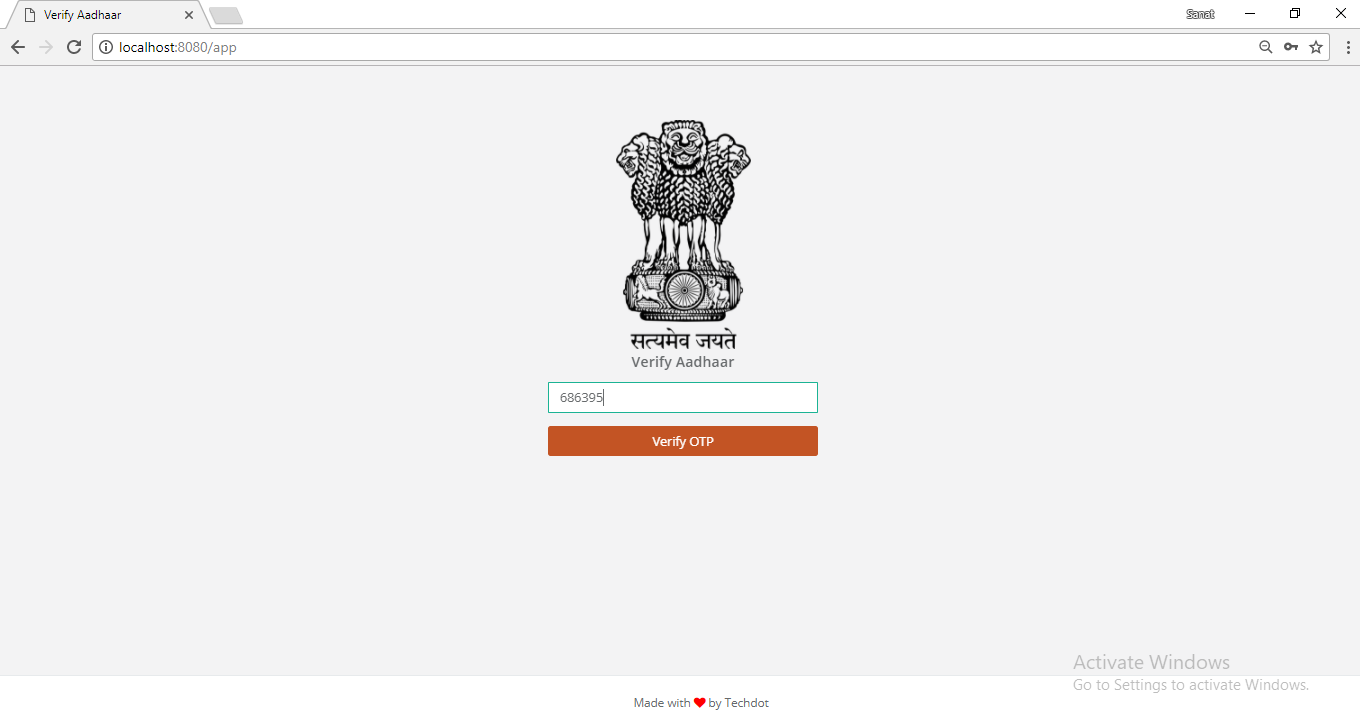 Verify Aadhaar
Sanat
localhost:8080/app
सत्यमेव जयते
Verify Aadhaar
686395
Verify OTP
Activate Windows
Go to Settings to activate Windows.
Made with ❤ by Techdot